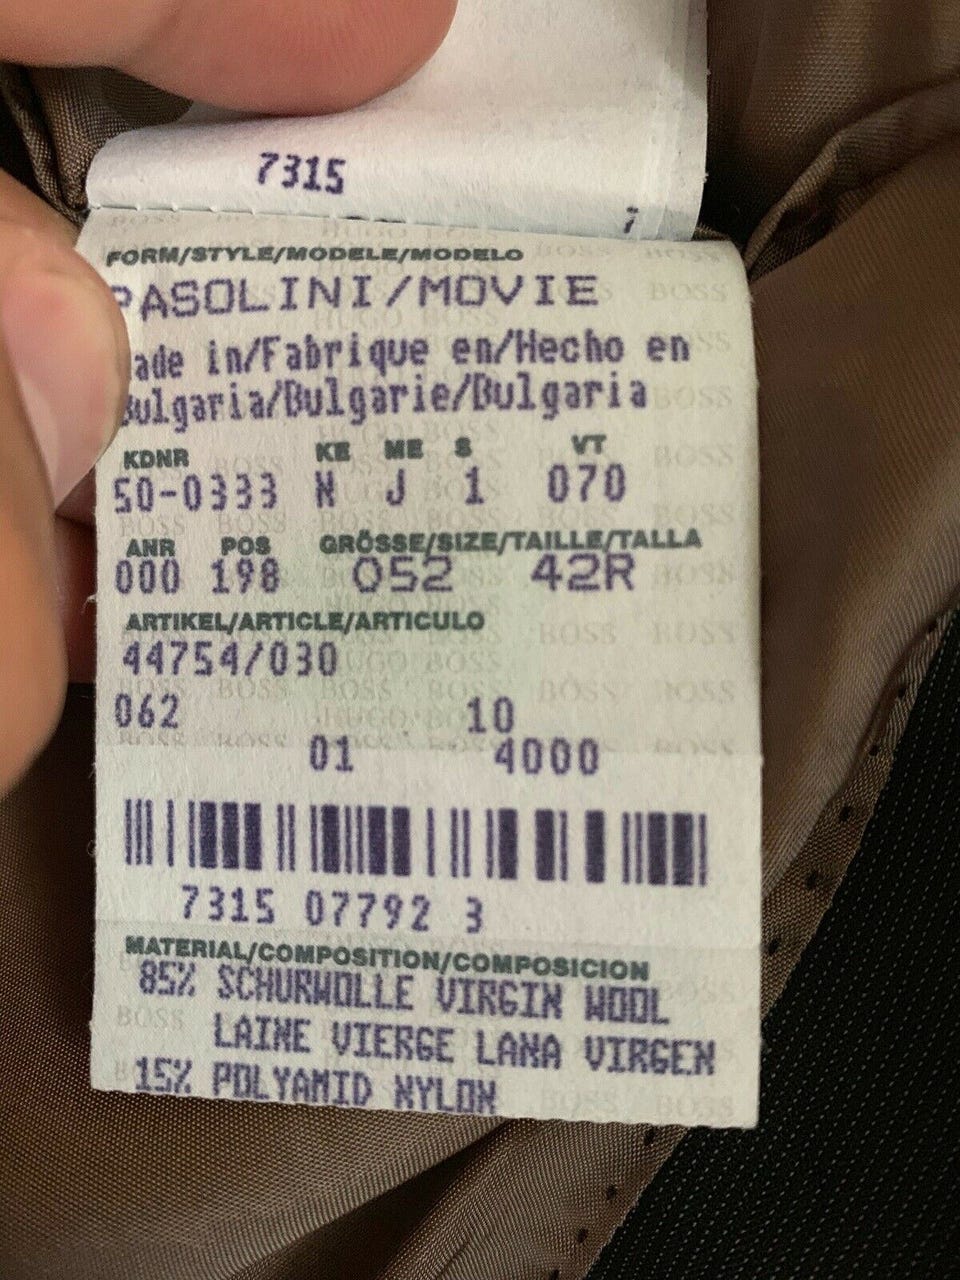 7315
7
FORM/STYLE/MODELE/MODELO
PASOLINI/MOVIE
ade in/Fabrique en/Hecho en
Bulgaria/Bulgarie/Bulgaria
KDNR KE ME S VT
50-0333 N J 1 070
ANR POS GRÖSSE/SIZE/TAILLE/TALLA
000 198 052 42R
ARTIKEL/ARTICLE/ARTICULO
44754/030
062 10
01 4000
7315 07792 3
MATERIAL/COMPOSITION/COMPOSICION
85% SCHURWOLLE VIRGIN WOOL
LAINE VIERGE LANA VIRGEN
15% POLYAMID NYLON